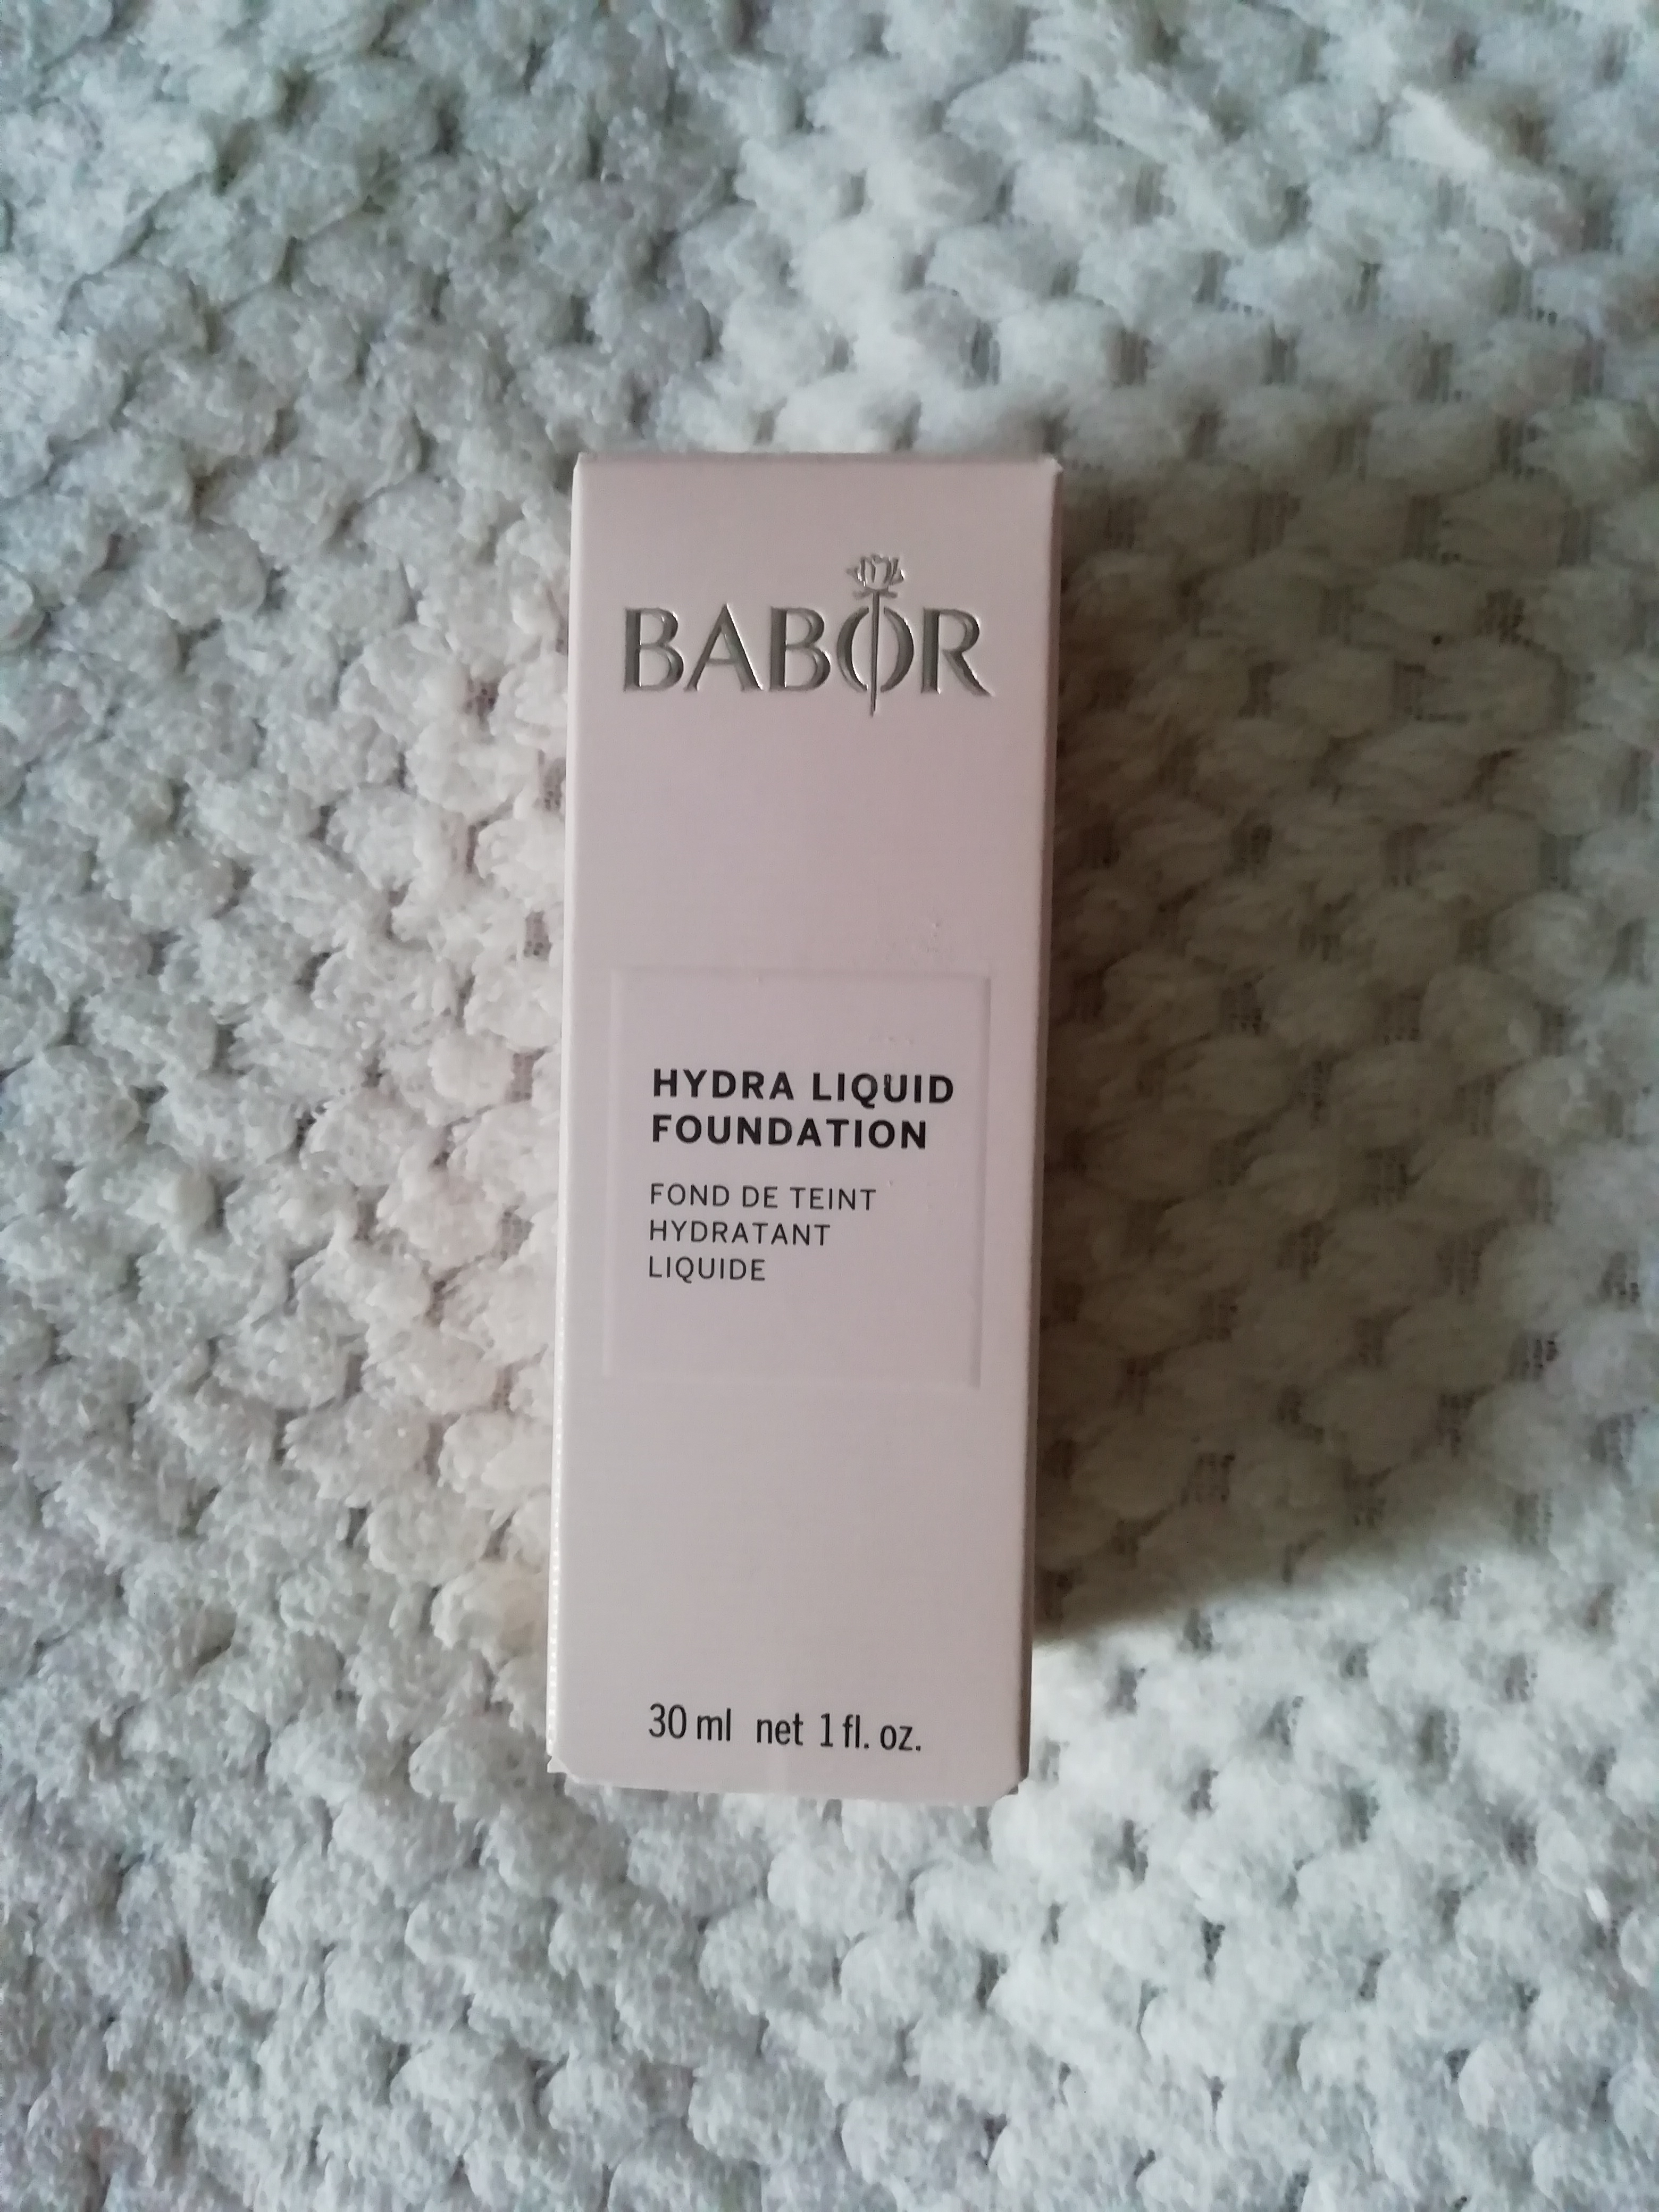 BABOR
HYDRA LIQUID
FOUNDATION
FOND DE TEINT
HYDRATANT
LIQUIDE
30 ml net 1 fl. oz.